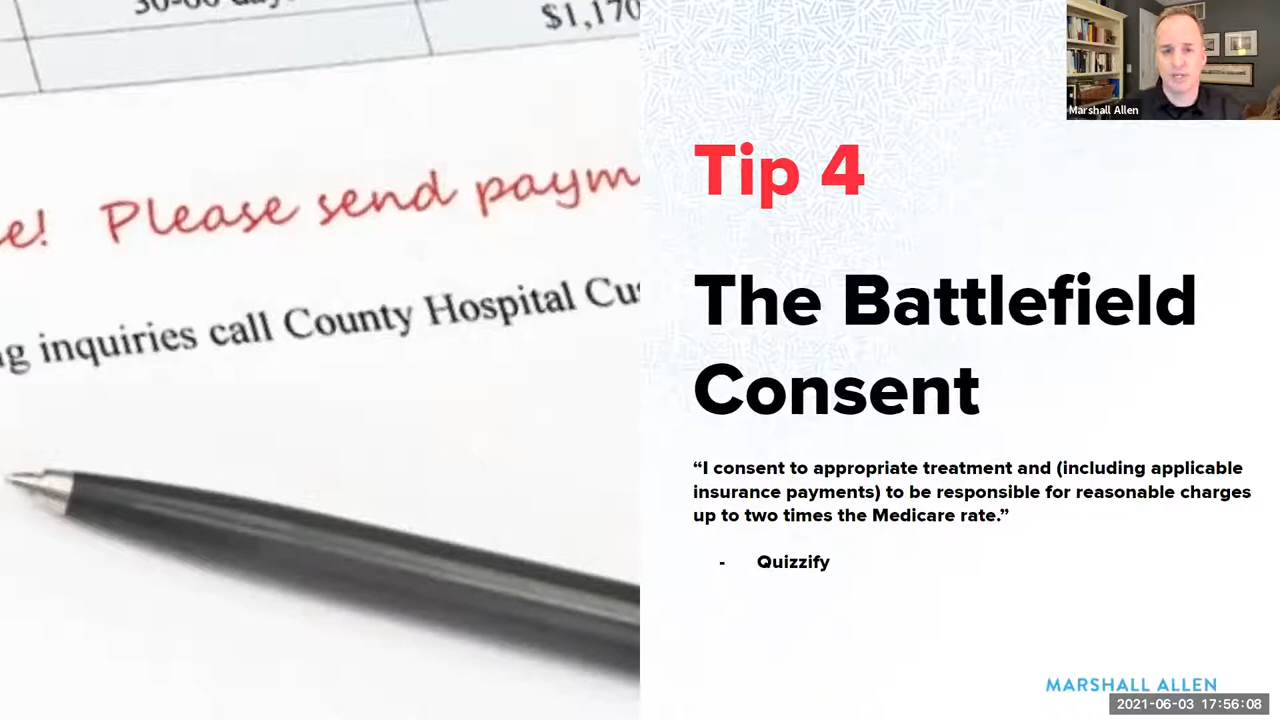 $1,170
e! Please send paym
g inquiries call County Hospital Cu
Marshall Allen
Tip 4
The Battlefield
Consent
“I consent to appropriate treatment and (including applicable
insurance payments) to be responsible for reasonable charges
up to two times the Medicare rate.”
- Quizzify
MARSHALL ALLEN
2021-06-03 17:56:08